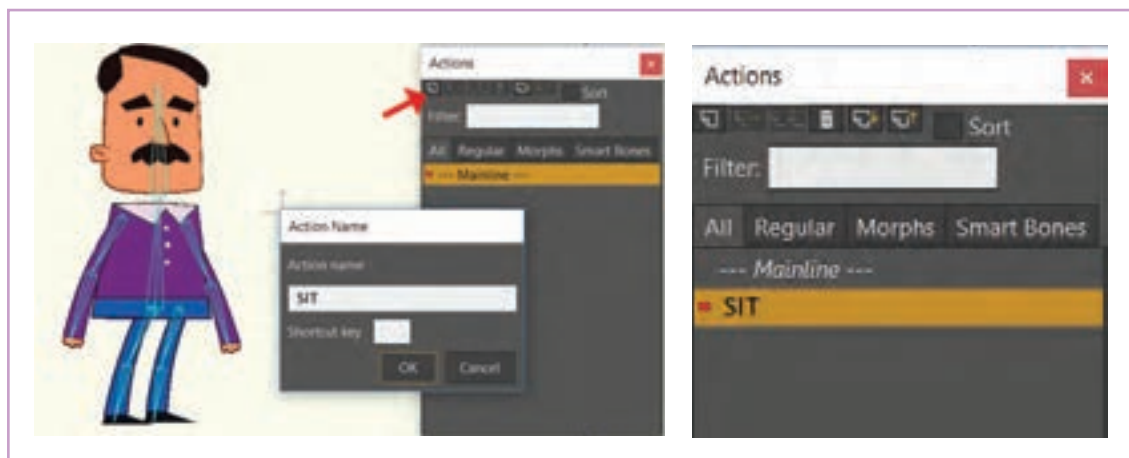 Actions
Sort
Filter:
All Regular Morphs Smart Bones
--- Mainline ---
Action Name
Action name
SIT
Shortcut key
OK Cancel
Actions
Sort
Filter:
All Regular Morphs Smart Bones
--- Mainline ---
SIT